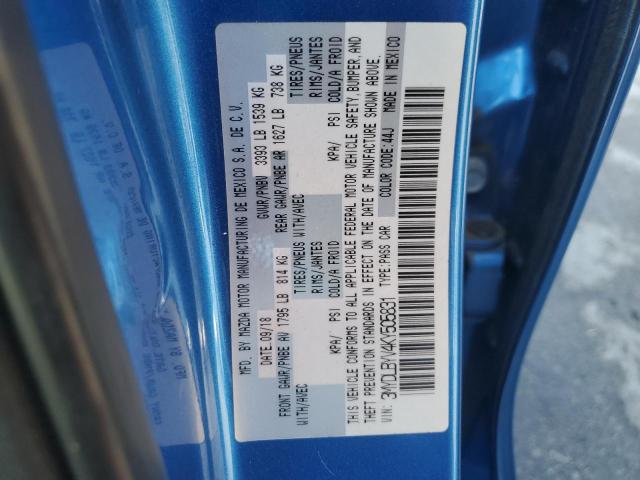 MFD. BY MAZDA MOTOR MANUFACTURING DE MEXICO S.A. DE C.V.
DATE:09/18 GVWR/PNBV 3393 LB 1539 KG
FRONT GAWR/PNBE AV 1795 LB 814 KG REAR GAWR/PNBE AR 1627 LB 738 KG
WITH/AVEC TIRES/PNEUS WITH/AVEC TIRES/PNEUS
RIMS/JANTES RIMS/JANTES
KPA/ PSI COLD/A FROID KPA/ PSI COLD/A FROID
THIS VEHICLE CONFORMS TO ALL APPLICABLE FEDERAL MOTOR VEHICLE SAFETY, BUMPER, AND
THEFT PREVENTION STANDARDS IN EFFECT ON THE DATE OF MANUFACTURE SHOWN ABOVE.
VIN: 3MYDLBYV4KY505831 TYPE:PASS CAR COLOR CODE:44J MADE IN MEXICO